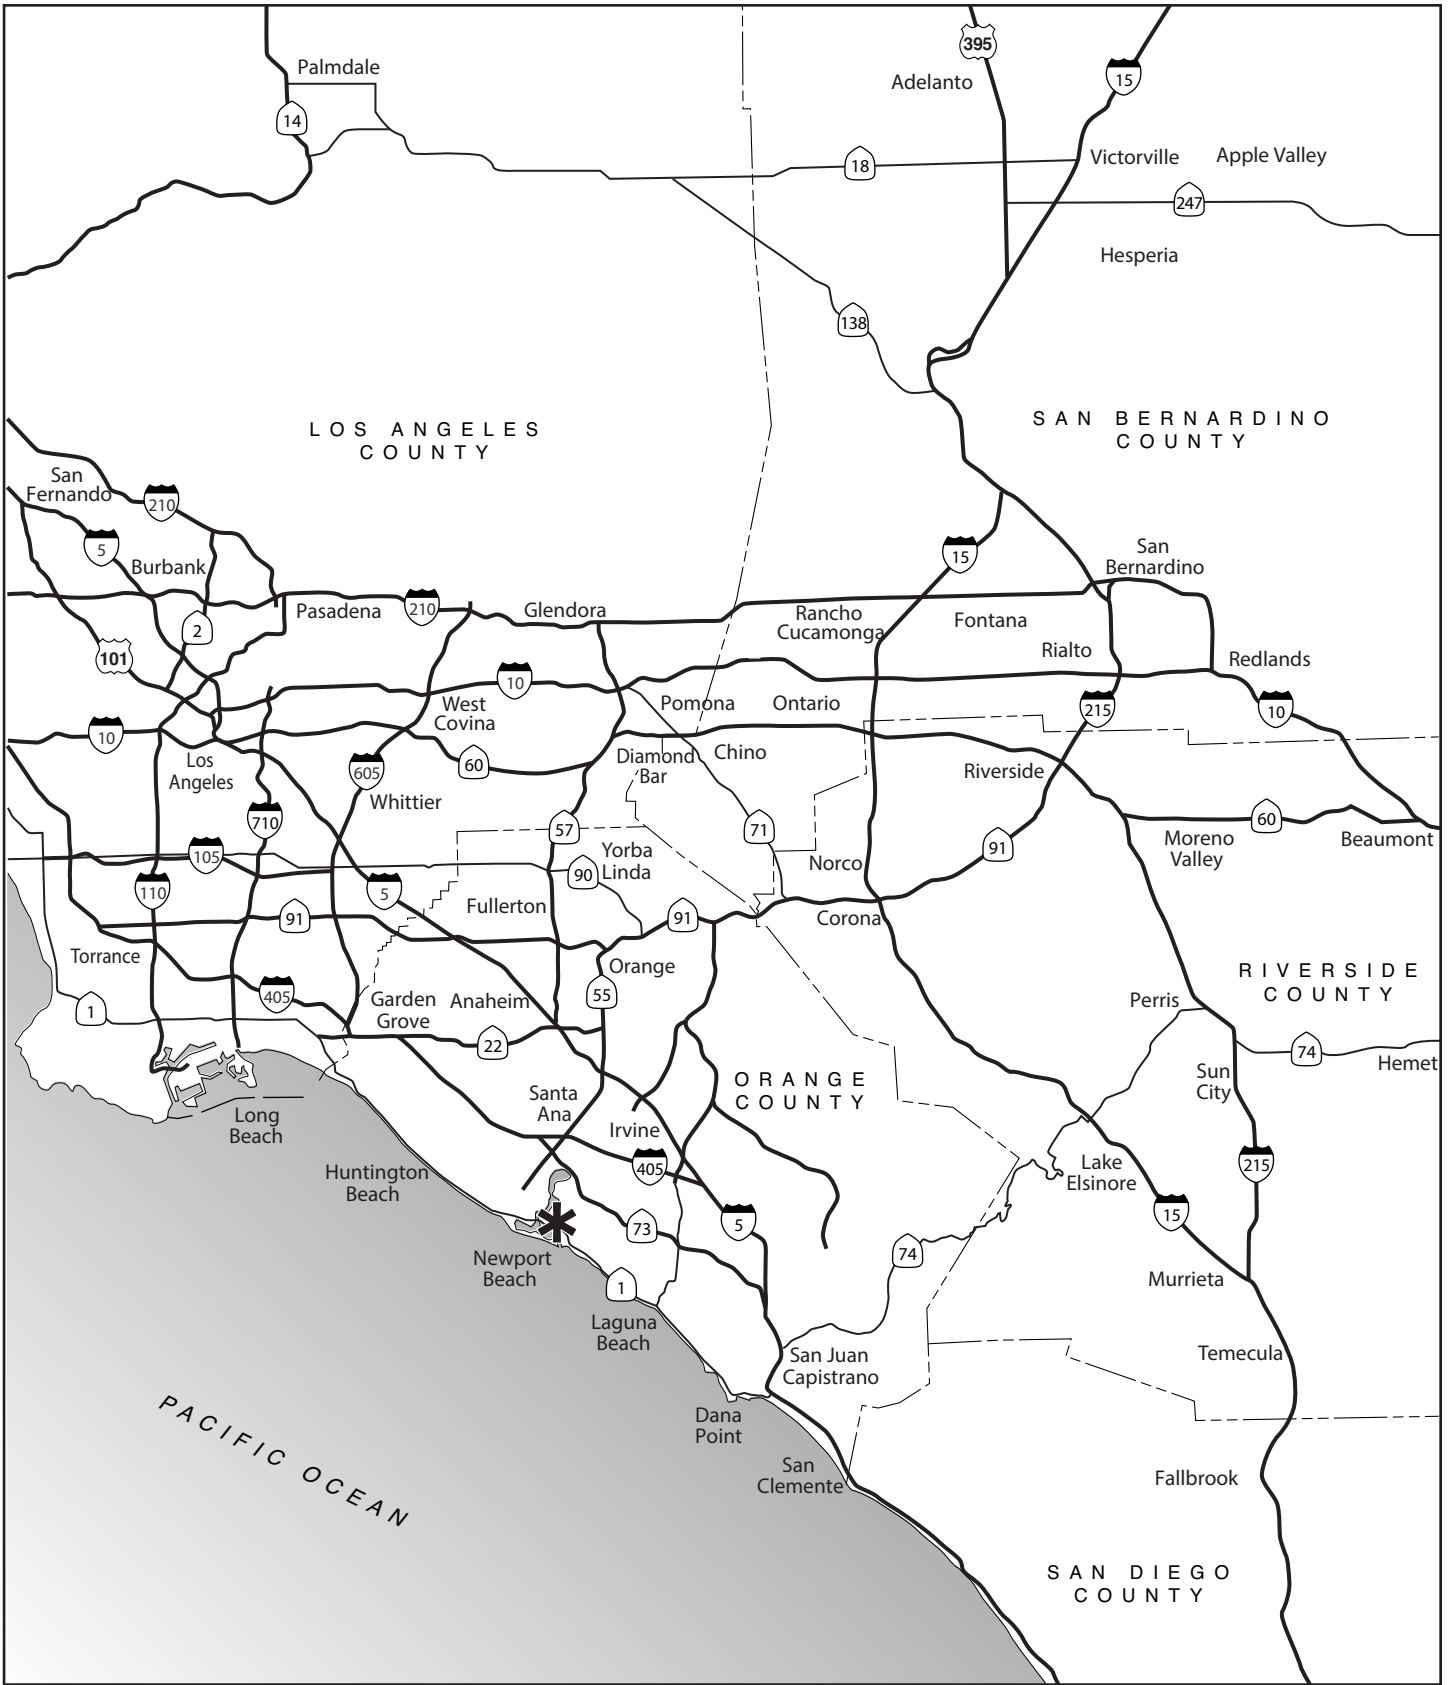 395
Palmdale
15
Adelanto
14
Victorville
Apple Valley
18
247
Hesperia
138
LOS ANGELES
COUNTY
SAN BERNARDINO
COUNTY
San
Fernando
210
5
Burbank
15
San
Bernardino
Pasadena
210
Glendora
Rancho
Cucamonga
Fontana
2
101
Rialto
Redlands
10
West
Covina
Pomona
Ontario
215
10
10
Los
Angeles
605
60
Diamond
Bar
Chino
Riverside
Whittier
710
57
71
60
Moreno
Valley
Beaumont
105
91
Yorba
Linda
Norco
90
110
5
Fullerton
91
91
Corona
Torrance
Orange
RIVERSIDE
COUNTY
405
55
1
Garden
Grove
Anaheim
Perris
22
74
Hemet
Sun
City
ORANGE
COUNTY
Santa
Ana
Long
Beach
Irvine
405
215
Huntington
Beach
Lake
Elsinore
15
73
5
74
Newport
Beach
1
Murrieta
Laguna
Beach
San Juan
Capistrano
Temecula
Dana
Point
PACIFIC OCEAN
San
Clemente
Fallbrook
SAN DIEGO
COUNTY